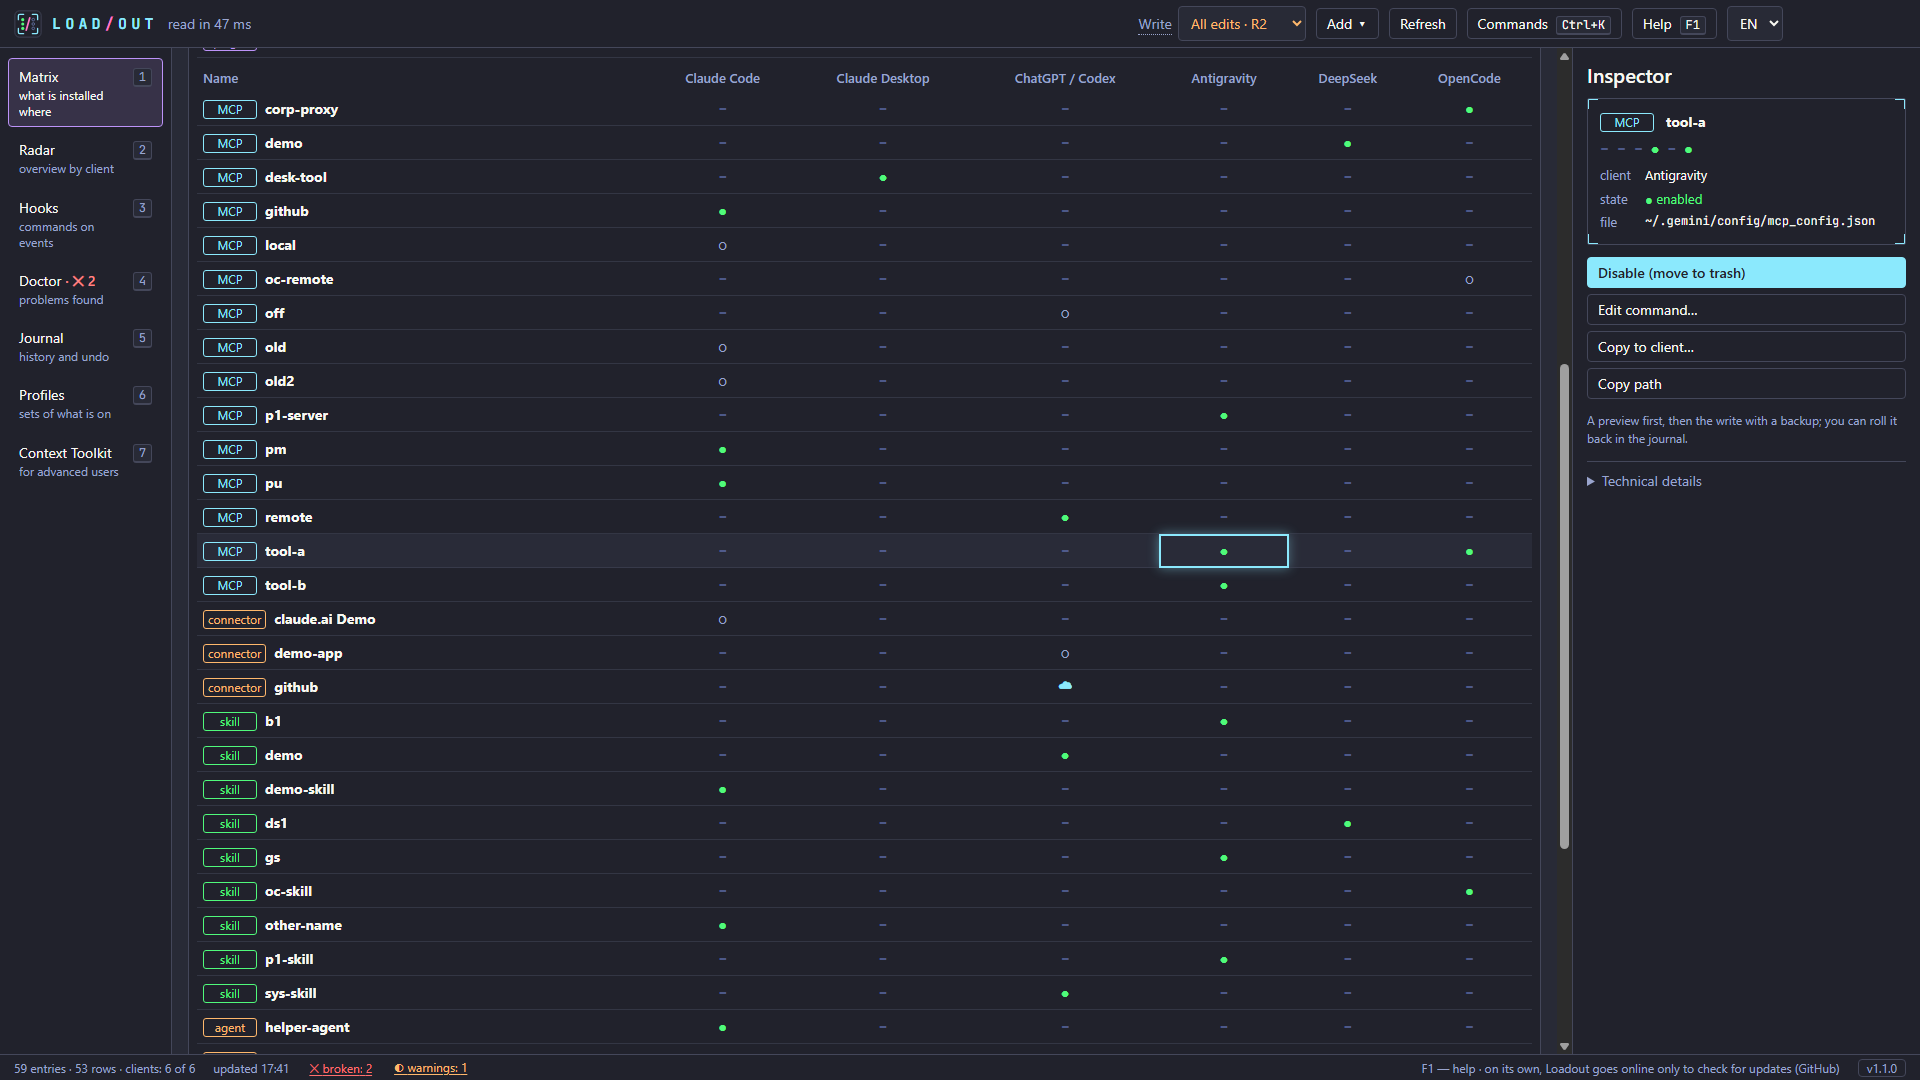 LOAD/OUT read in 47 ms Write All edits · R2 Add ▾ Refresh Commands Ctrl+K Help F1 EN
Matrix 1
what is installed
where
Radar 2
overview by client
Hooks 3
commands on
events
Doctor · ✕ 2 4
problems found
Journal 5
history and undo
Profiles 6
sets of what is on
Context Toolkit 7
for advanced users
Name Claude Code Claude Desktop ChatGPT / Codex Antigravity DeepSeek OpenCode
MCP corp-proxy – – – – – ●
MCP demo – – – – ● –
MCP desk-tool – ● – – – –
MCP github ● – – – – –
MCP local ○ – – – – –
MCP oc-remote – – – – – ○
MCP off – – ○ – – –
MCP old ○ – – – – –
MCP old2 ○ – – – – –
MCP p1-server – – – ● – –
MCP pm ● – – – – –
MCP pu ● – – – – –
MCP remote – – ● – – –
MCP tool-a – – – ● – ●
MCP tool-b – – – ● – –
connector claude.ai Demo ○ – – – – –
connector demo-app – – ○ – – –
connector github – – ☁ – – –
skill b1 – – – ● – –
skill demo – – ● – – –
skill demo-skill ● – – – – –
skill ds1 – – – – ● –
skill gs – – – ● – –
skill oc-skill – – – – – ●
skill other-name ● – – – – –
skill p1-skill – – – ● – –
skill sys-skill – – ● – – –
agent helper-agent ● – – – – –
Inspector
MCP tool-a
– – – ● – ●
client Antigravity
state ● enabled
file ~/.gemini/config/mcp_config.json
Disable (move to trash)
Edit command...
Copy to client...
Copy path
A preview first, then the write with a backup; you can roll it
back in the journal.
▶ Technical details
59 entries · 53 rows · clients: 6 of 6 updated 17:41 ✕ broken: 2 ◐ warnings: 1 F1 — help · on its own, Loadout goes online only to check for updates (GitHub) v1.1.0